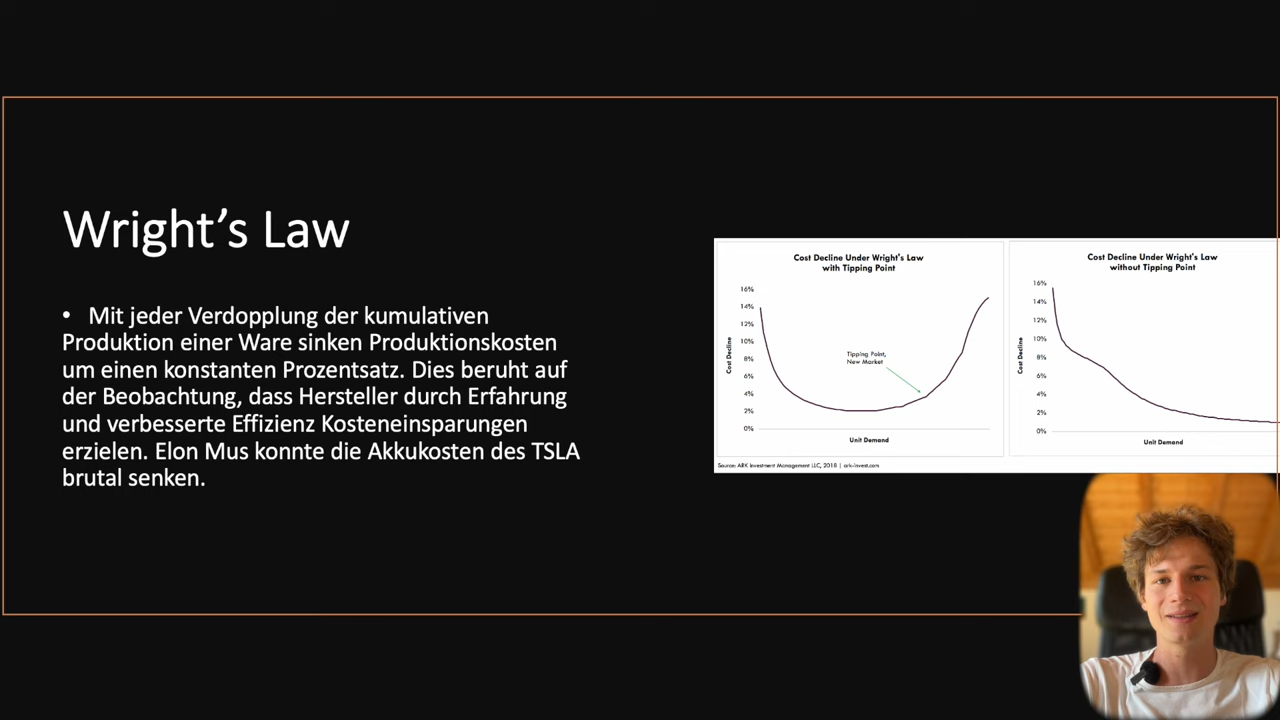 Wright's Law
• Mit jeder Verdopplung der kumulativen
Produktion einer Ware sinken Produktionskosten
um einen konstanten Prozentsatz. Dies beruht auf
der Beobachtung, dass Hersteller durch Erfahrung
und verbesserte Effizienz Kosteneinsparungen
erzielen. Elon Mus konnte die Akkukosten des TSLA
brutal senken.
Cost Decline Under Wright's Law
with Tipping Point
16%
14%
12%
10%
8%
6%
4%
2%
0%
Cost Decline
Tipping Point,
New Market
Unit Demand
Cost Decline Under Wright's Law
without Tipping Point
16%
14%
12%
10%
8%
6%
4%
2%
0%
Cost Decline
Unit Demand
Source: ARK Investment Management LLC, 2018 | ark-invest.com